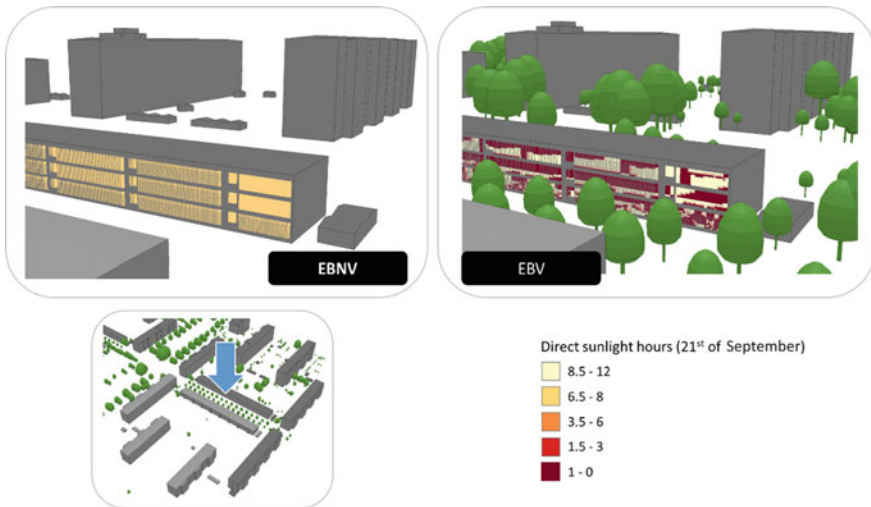 EBNV
EBV
Direct sunlight hours (21st of September)
8.5 - 12
6.5 - 8
3.5 - 6
1.5 - 3
1 - 0